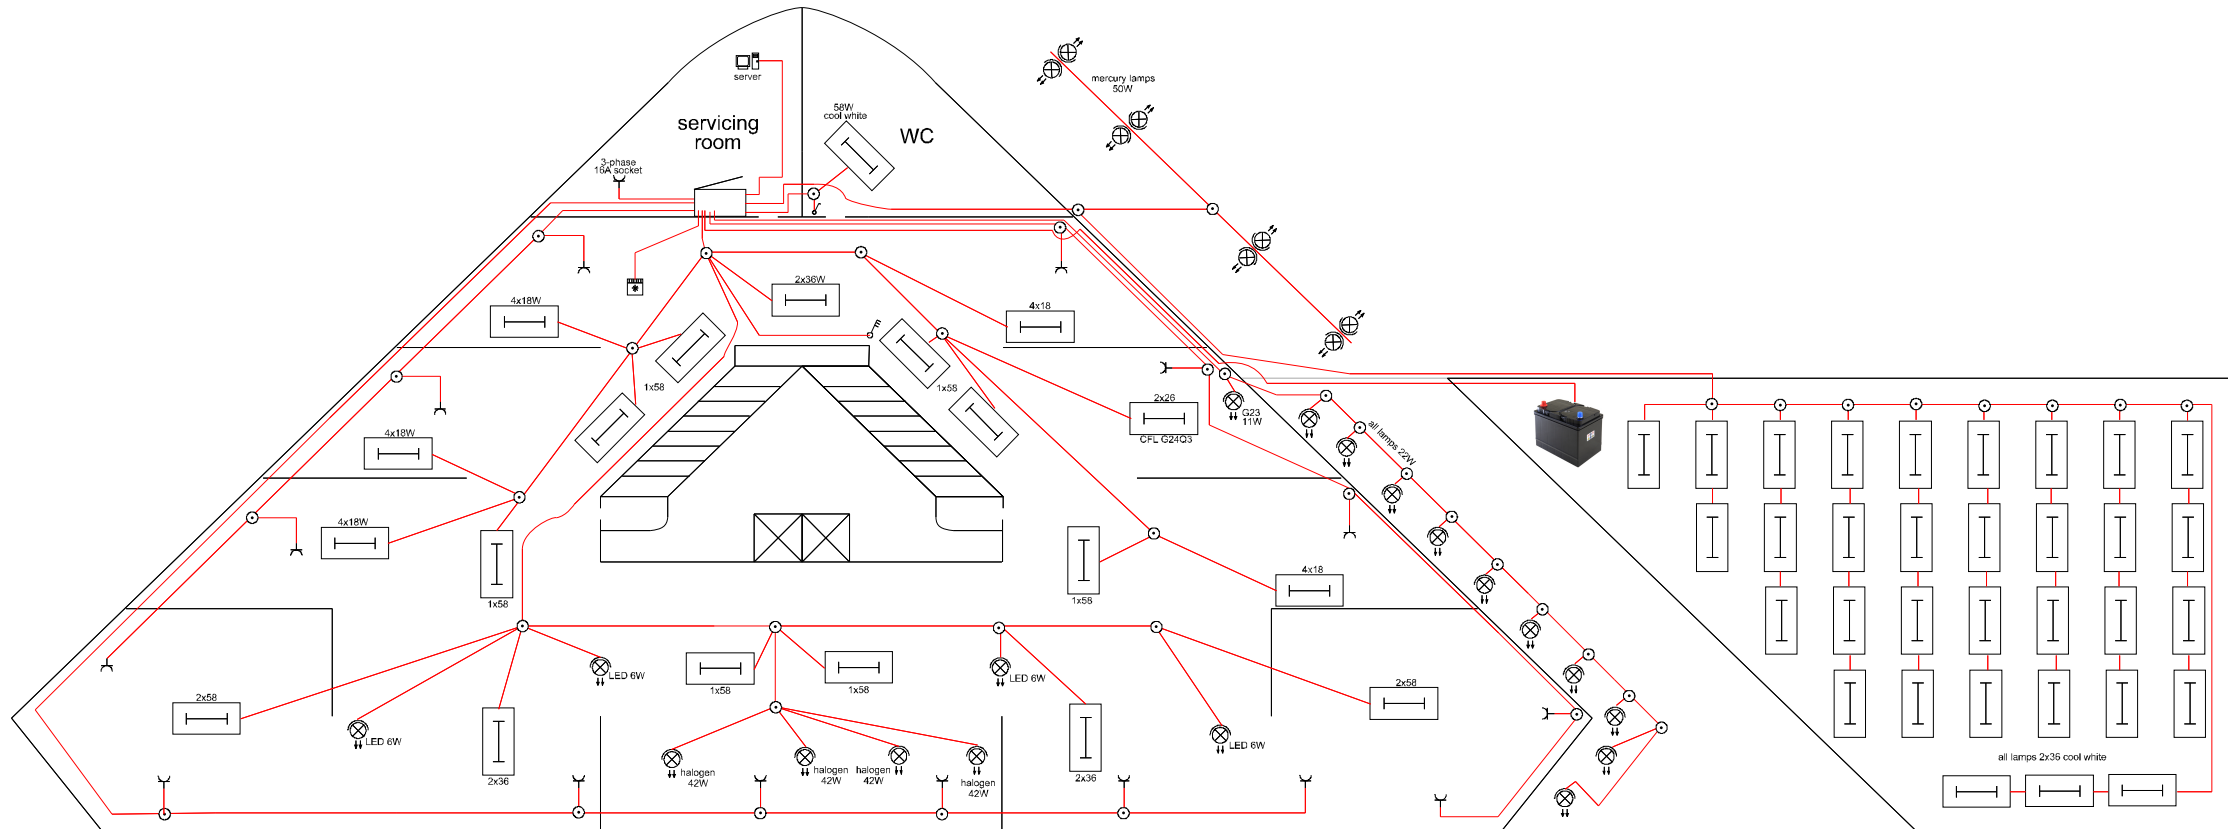 server
servicing
room
WC
58W
cool white
3-phase
16A socket
mercury lamps
50W
4x18W
2x36W
4x18
1x58
1x58
2x26
CFL G24Q3
G23
11W
all lamps 22W
4x18W
4x18W
1x58
1x58
4x18
2x58
LED 6W
LED 6W
2x36
1x58
1x58
halogen
42W
halogen
42W
halogen
42W
halogen
42W
LED 6W
2x36
LED 6W
2x58
all lamps 2x36 cool white